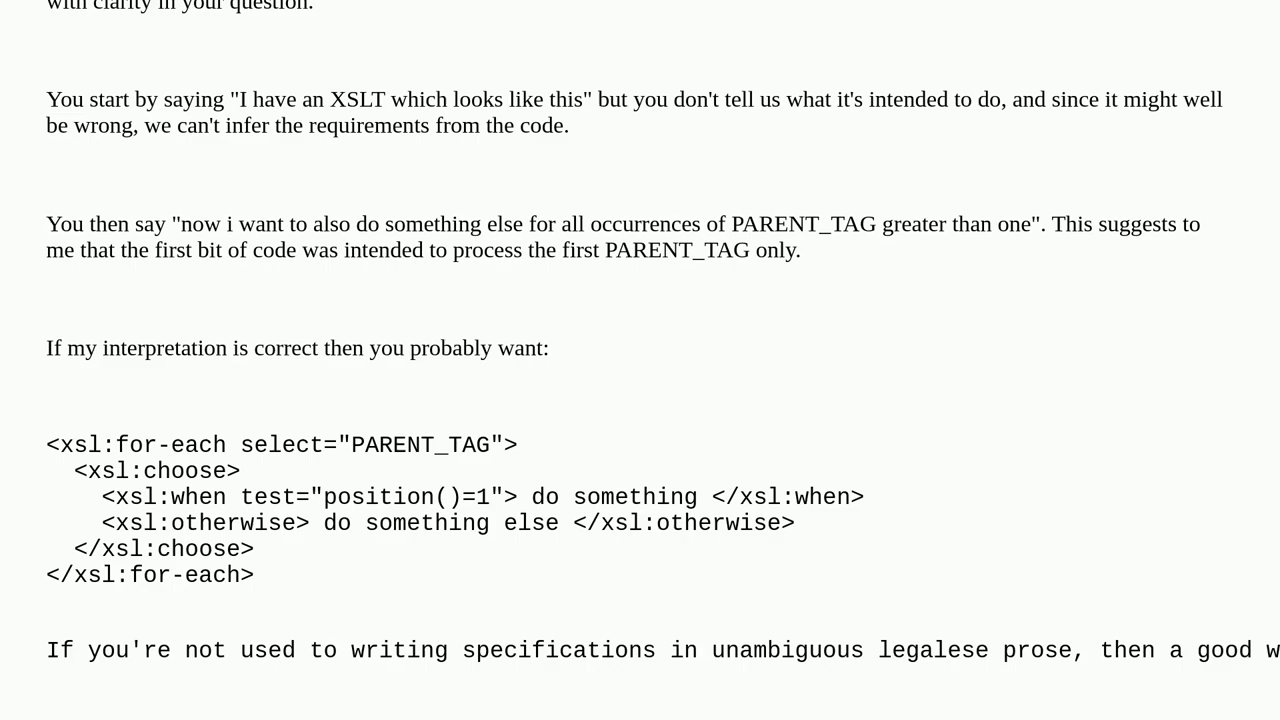 with clarity in your question.
You start by saying "I have an XSLT which looks like this" but you don't tell us what it's intended to do, and since it might well
be wrong, we can't infer the requirements from the code.
You then say "now i want to also do something else for all occurrences of PARENT_TAG greater than one". This suggests to
me that the first bit of code was intended to process the first PARENT_TAG only.
If my interpretation is correct then you probably want:
<xsl:for-each select="PARENT_TAG">
  <xsl:choose>
    <xsl:when test="position()=1"> do something </xsl:when>
    <xsl:otherwise> do something else </xsl:otherwise>
  </xsl:choose>
</xsl:for-each>
If you're not used to writing specifications in unambiguous legalese prose, then a good